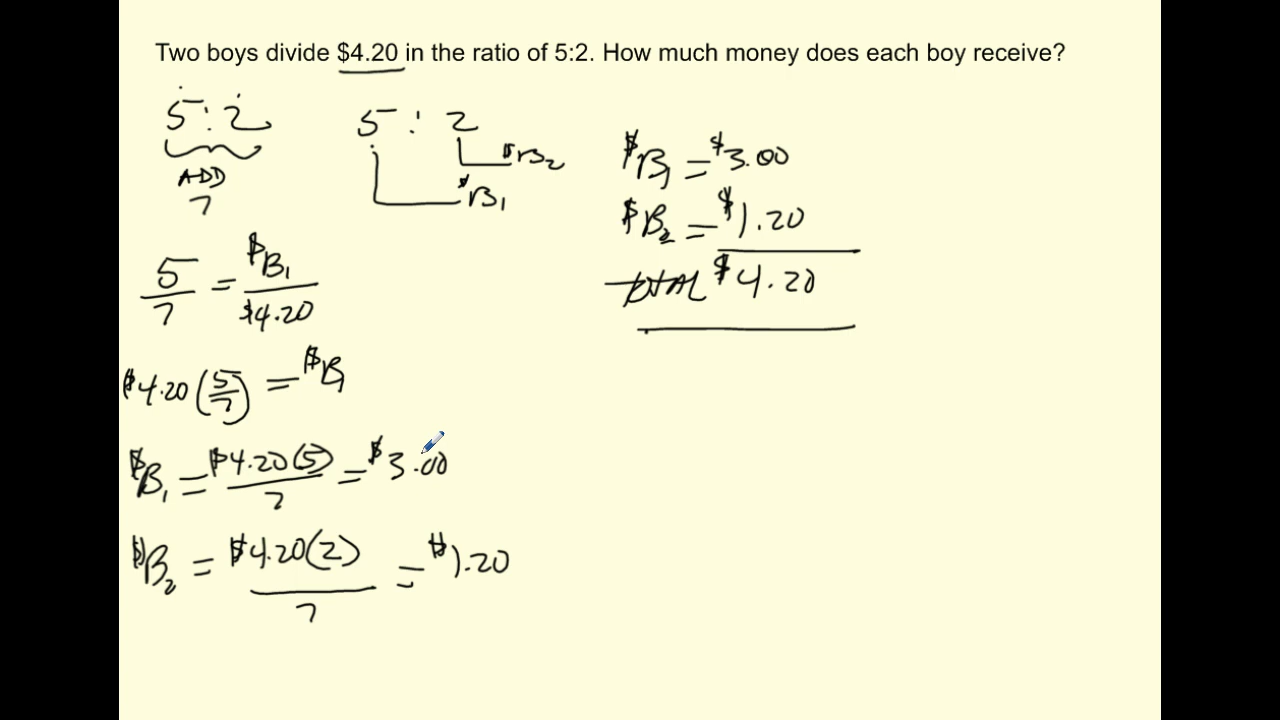 Two boys divide $4.20 in the ratio of 5:2. How much money does each boy receive?
5:2
ADD
7
5 : 2
$B2
$B1
5/7 = $B1/$4.20
$4.20(5/7) = $B1
$B1 = $4.20(5)/7 = $3.00
$B2 = $4.20(2)/7 = $1.20
$B1 = $3.00
$B2 = $1.20
TOTAL $4.20